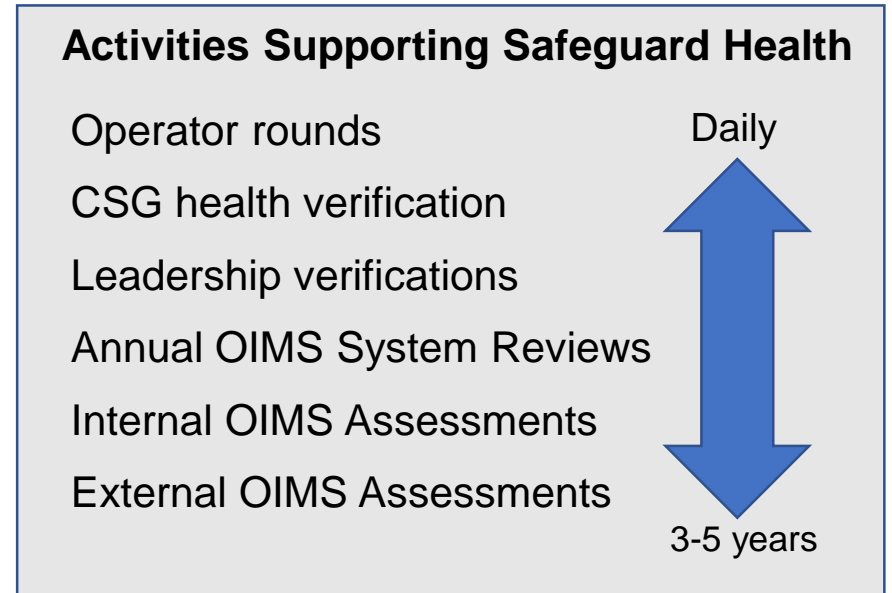 Activities Supporting Safeguard Health
Operator rounds
Daily
CSG health verification
Leadership verifications
Annual OIMS System Reviews
Internal OIMS Assessments
External OIMS Assessments
3-5 years